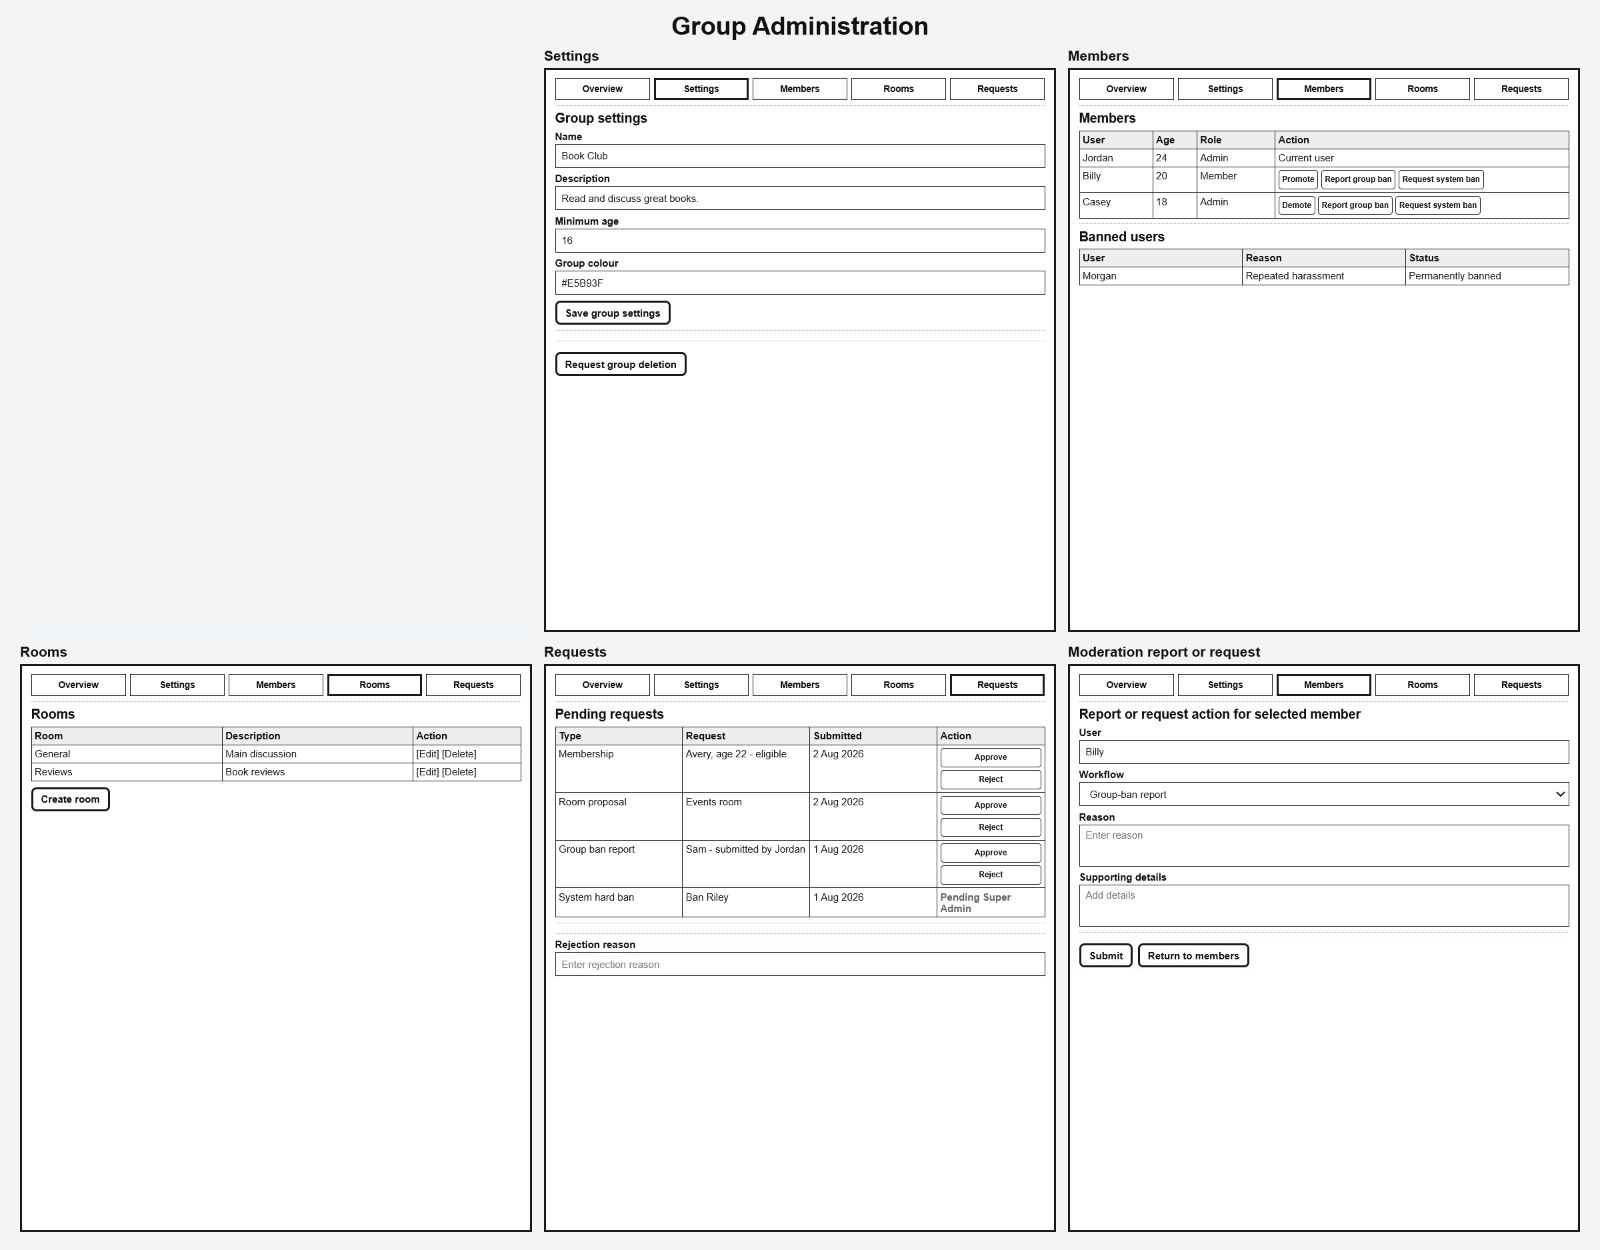 Group Administration
Settings
Overview Settings Members Rooms Requests
Group settings
Name
Book Club
Description
Read and discuss great books.
Minimum age
16
Group colour
#E5B93F
Save group settings
Request group deletion
Members
Overview Settings Members Rooms Requests
Members
User Age Role Action
Jordan 24 Admin Current user
Billy 20 Member Promote Report group ban Request system ban
Casey 18 Admin Demote Report group ban Request system ban
Banned users
User Reason Status
Morgan Repeated harassment Permanently banned
Rooms
Overview Settings Members Rooms Requests
Rooms
Room Description Action
General Main discussion [Edit] [Delete]
Reviews Book reviews [Edit] [Delete]
Create room
Requests
Overview Settings Members Rooms Requests
Pending requests
Type Request Submitted Action
Membership Avery, age 22 - eligible 2 Aug 2026 Approve
Reject
Room proposal Events room 2 Aug 2026 Approve
Reject
Group ban report Sam - submitted by Jordan 1 Aug 2026 Approve
Reject
System hard ban Ban Riley 1 Aug 2026 Pending Super
Admin
Rejection reason
Enter rejection reason
Moderation report or request
Overview Settings Members Rooms Requests
Report or request action for selected member
User
Billy
Workflow
Group-ban report
Reason
Enter reason
Supporting details
Add details
Submit Return to members